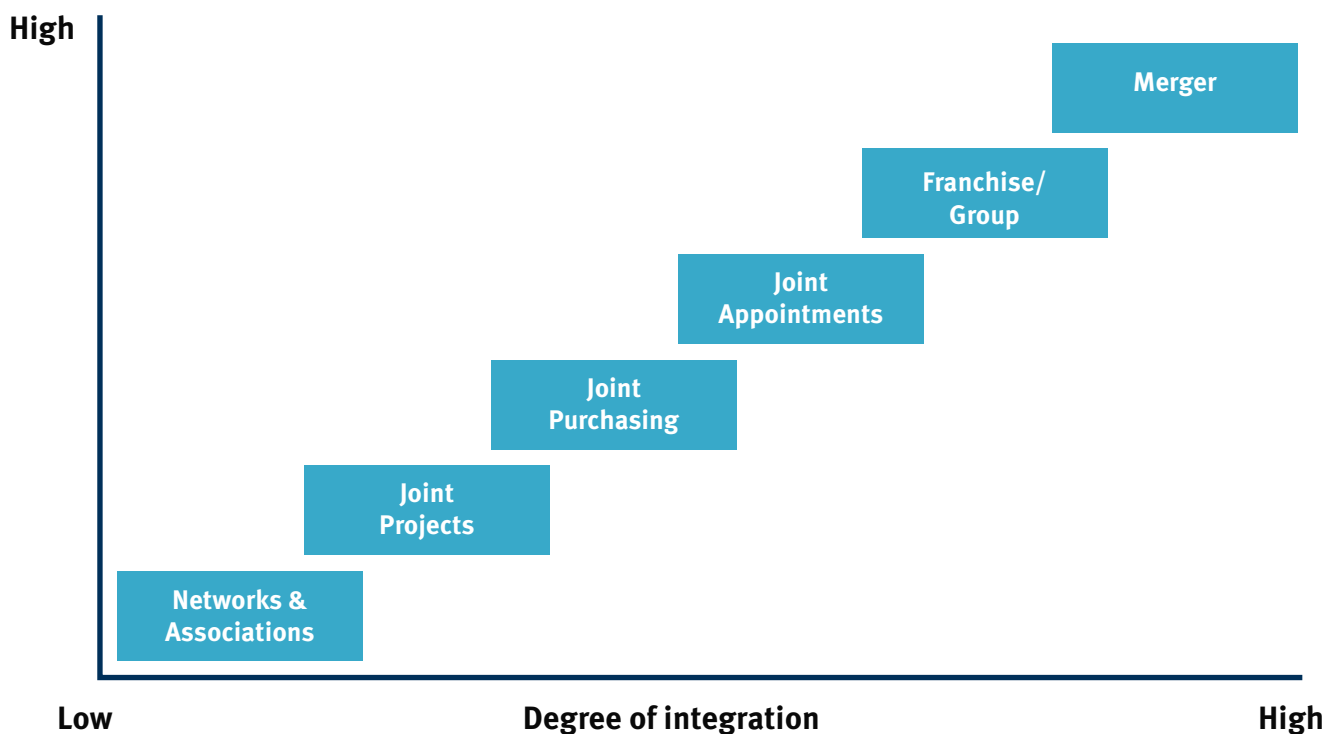 High
Merger
Franchise/
Group
Joint
Appointments
Joint
Purchasing
Joint
Projects
Networks &
Associations
Low
Degree of integration
High